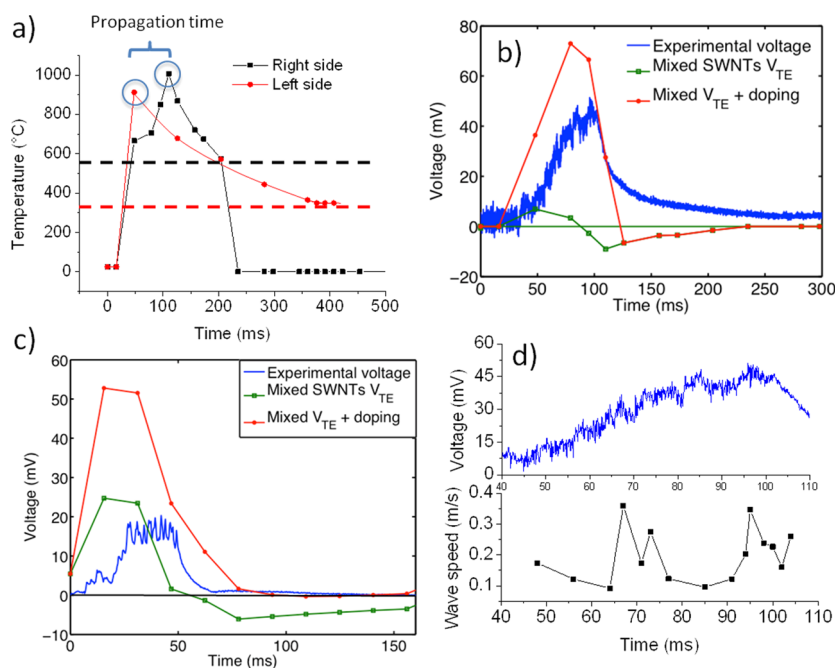 a)
Propagation time
Right side
Left side
1000
800
600
400
200
0
Temperature (°C)
0 100 200 300 400 500
Time (ms)
b)
Experimental voltage
Mixed SWNTs V_TE
Mixed V_TE + doping
80
60
40
20
0
−20
Voltage (mV)
0 50 100 150 200 250 300
Time (ms)
c)
Experimental voltage
Mixed SWNTs V_TE
Mixed V_TE + doping
60
50
40
30
20
10
0
−10
Voltage (mV)
0 50 100 150
Time (ms)
d)
60
45
30
15
0
Voltage (mV)
40 50 60 70 80 90 100 110
0.4
0.3
0.2
0.1
Wave speed (m/s)
40 50 60 70 80 90 100 110
Time (ms)